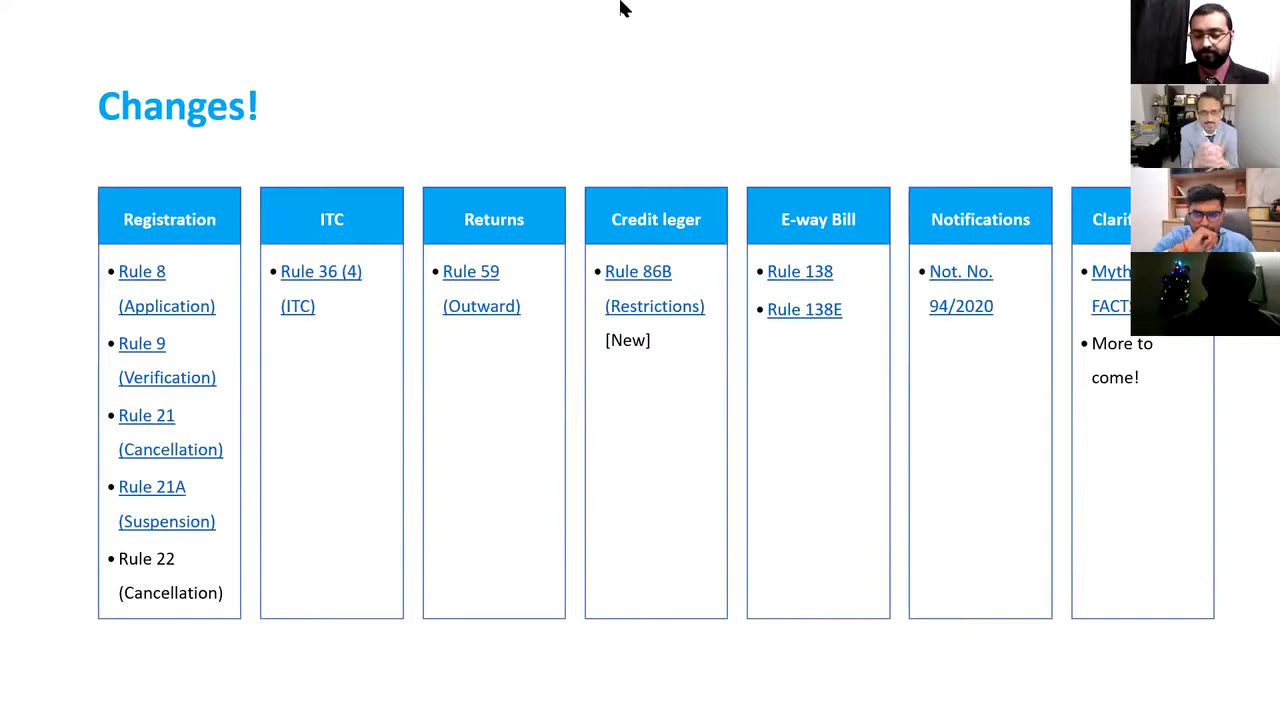 Changes!
Registration
• Rule 8
(Application)
• Rule 9
(Verification)
• Rule 21
(Cancellation)
• Rule 21A
(Suspension)
• Rule 22
(Cancellation)
ITC
• Rule 36 (4)
(ITC)
Returns
• Rule 59
(Outward)
Credit leger
• Rule 86B
(Restrictions)
[New]
E-way Bill
• Rule 138
• Rule 138E
Notifications
• Not. No.
94/2020
• More to
come!